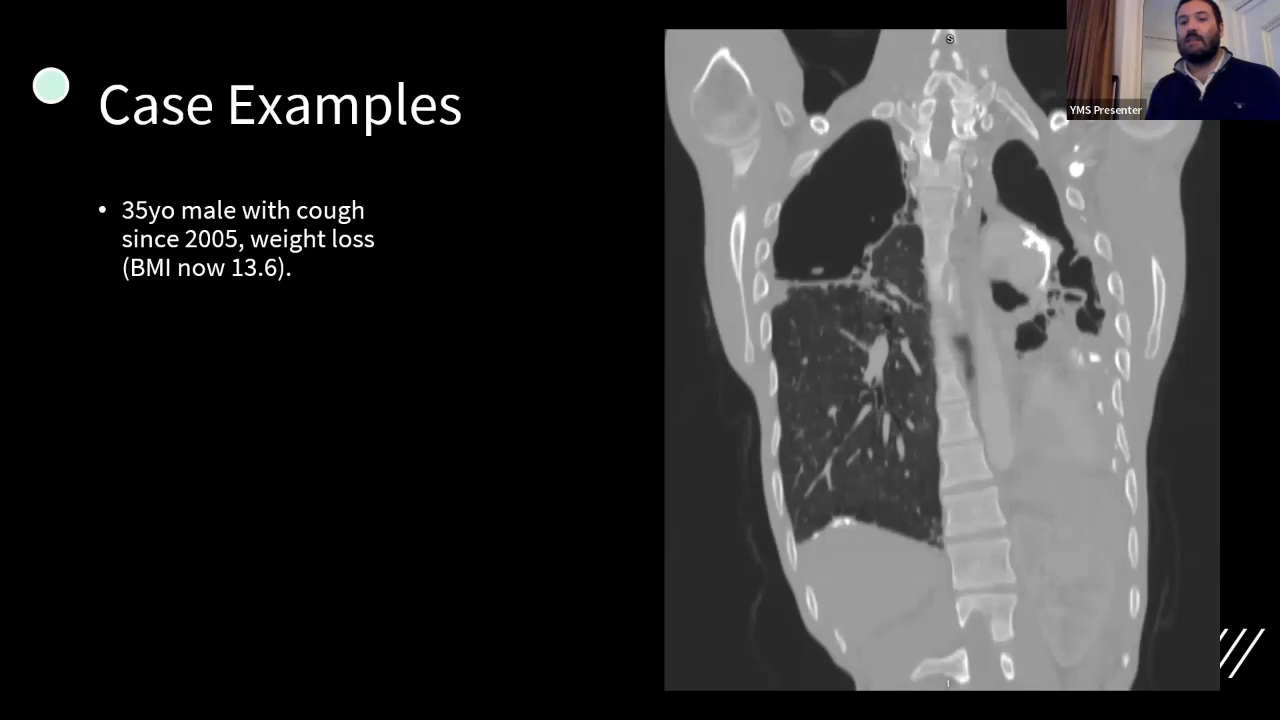 S
YMS Presenter
Case Examples
• 35yo male with cough
since 2005, weight loss
(BMI now 13.6).
I